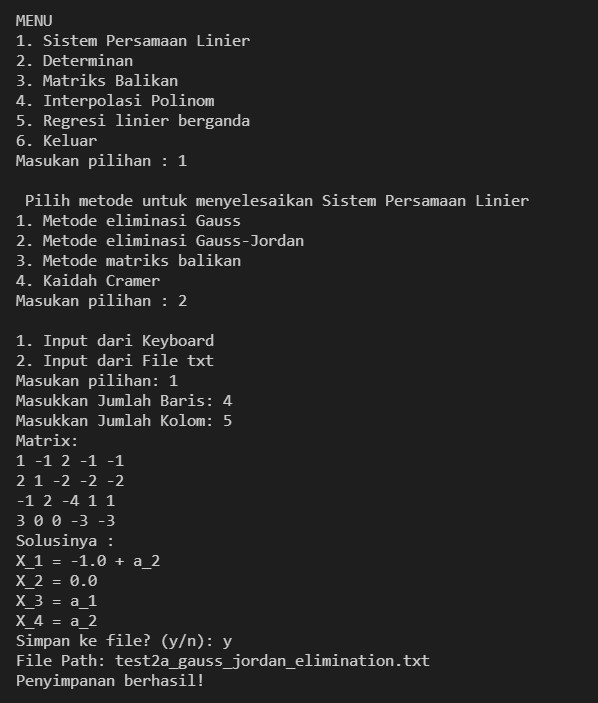 MENU
1. Sistem Persamaan Linier
2. Determinan
3. Matriks Balikan
4. Interpolasi Polinom
5. Regresi linier berganda
6. Keluar
Masukan pilihan : 1
Pilih metode untuk menyelesaikan Sistem Persamaan Linier
1. Metode eliminasi Gauss
2. Metode eliminasi Gauss-Jordan
3. Metode matriks balikan
4. Kaidah Cramer
Masukan pilihan : 2
1. Input dari Keyboard
2. Input dari File txt
Masukan pilihan: 1
Masukkan Jumlah Baris: 4
Masukkan Jumlah Kolom: 5
Matrix:
1 -1 2 -1 -1
2 1 -2 -2 -2
-1 2 -4 1 1
3 0 0 -3 -3
Solusinya :
X_1 = -1.0 + a_2
X_2 = 0.0
X_3 = a_1
X_4 = a_2
Simpan ke file? (y/n): y
File Path: test2a_gauss_jordan_elimination.txt
Penyimpanan berhasil!